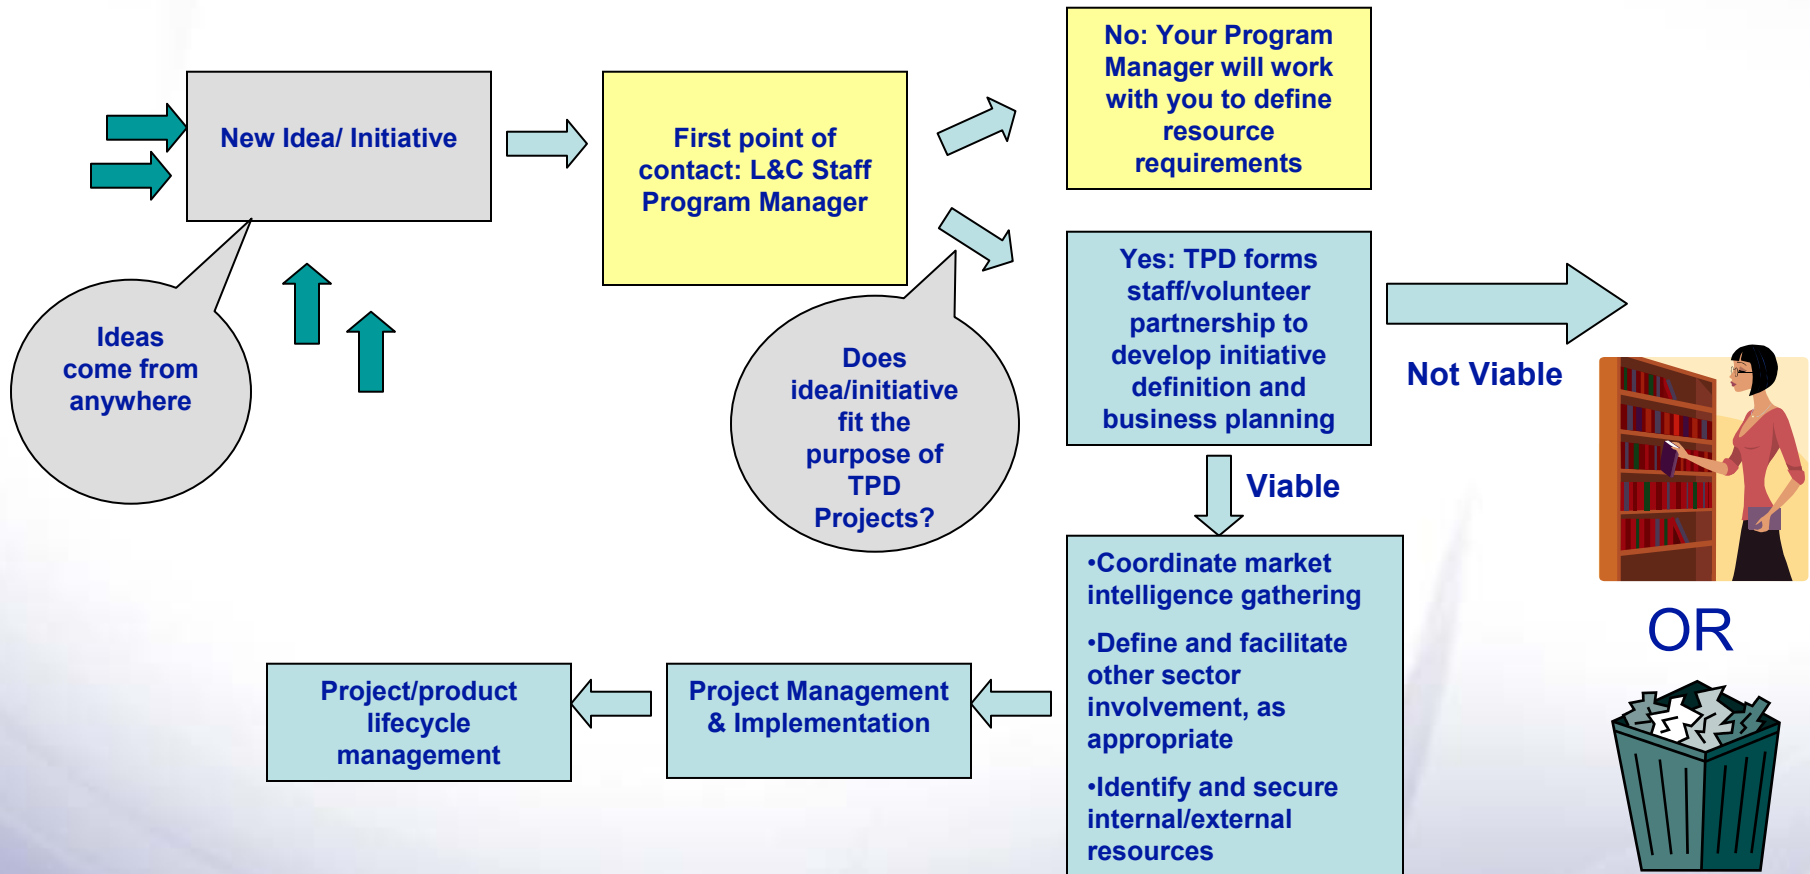 New Idea/ Initiative
Ideas
come from
anywhere
First point of
contact: L&C Staff
Program Manager
Does
idea/initiative
fit the
purpose of
TPD
Projects?
No: Your Program
Manager will work
with you to define
resource
requirements
Yes: TPD forms
staff/volunteer
partnership to
develop initiative
definition and
business planning
Not Viable
OR
Viable
•Coordinate market
intelligence gathering
•Define and facilitate
other sector
involvement, as
appropriate
•Identify and secure
internal/external
resources
Project Management
& Implementation
Project/product
lifecycle
management